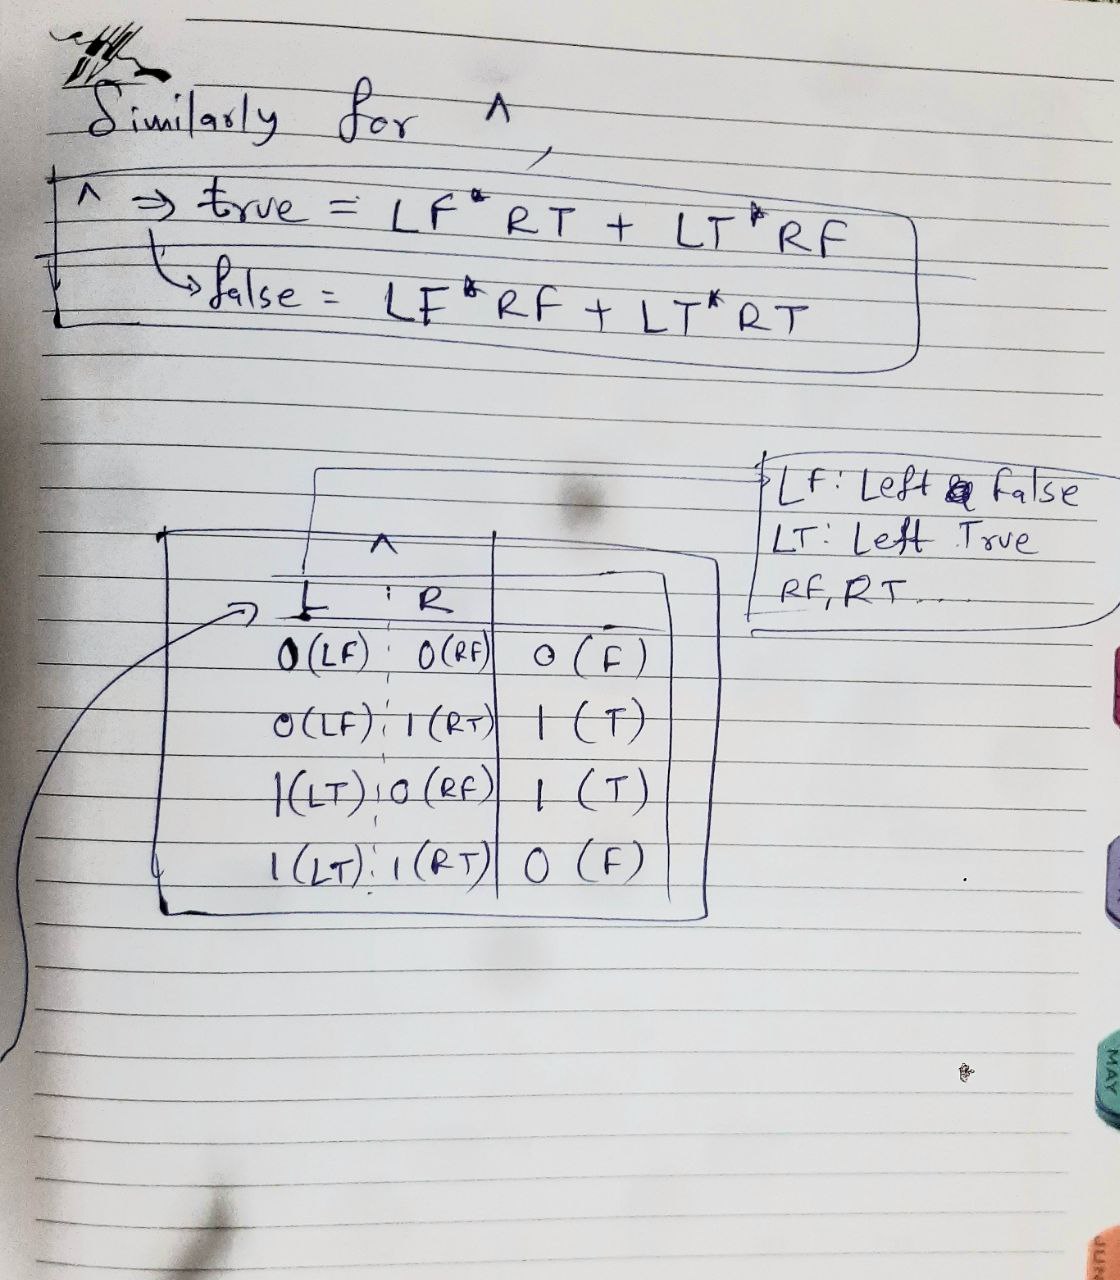 Similarly for ^,
^ ⇒ true = LF * RT + LT * RF
↳ false = LF * RF + LT * RT
LF: Left False
LT: Left True
RF, RT...
^
L R
0(LF) 0(RF) 0 (F)
0(LF) 1(RT) 1 (T)
1(LT) 0(RF) 1 (T)
1(LT) 1(RT) 0 (F)
MAY
JUN